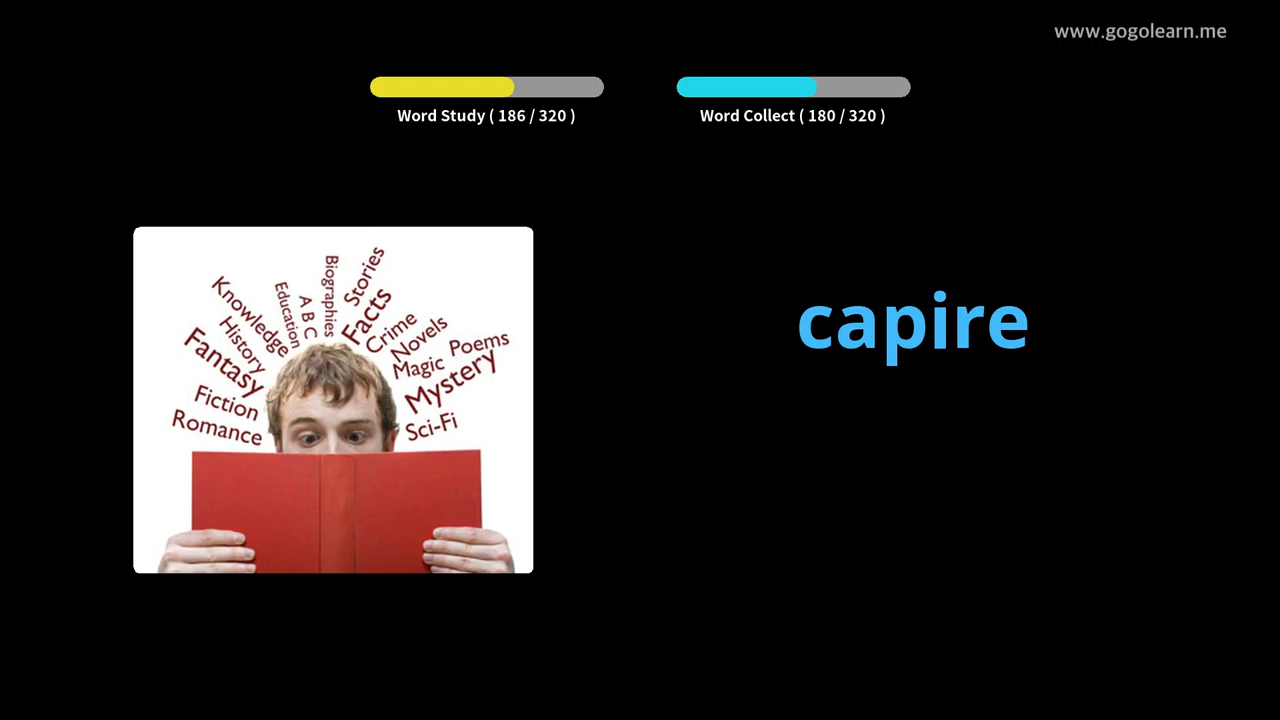 www.gogolearn.me
Word Study ( 186 / 320 )
Word Collect ( 180 / 320 )
capire
Biographies
Stories
Knowledge
Education
A B C
Facts
History
Crime
Novels
Fantasy
Magic
Poems
Mystery
Fiction
Romance
Sci-Fi